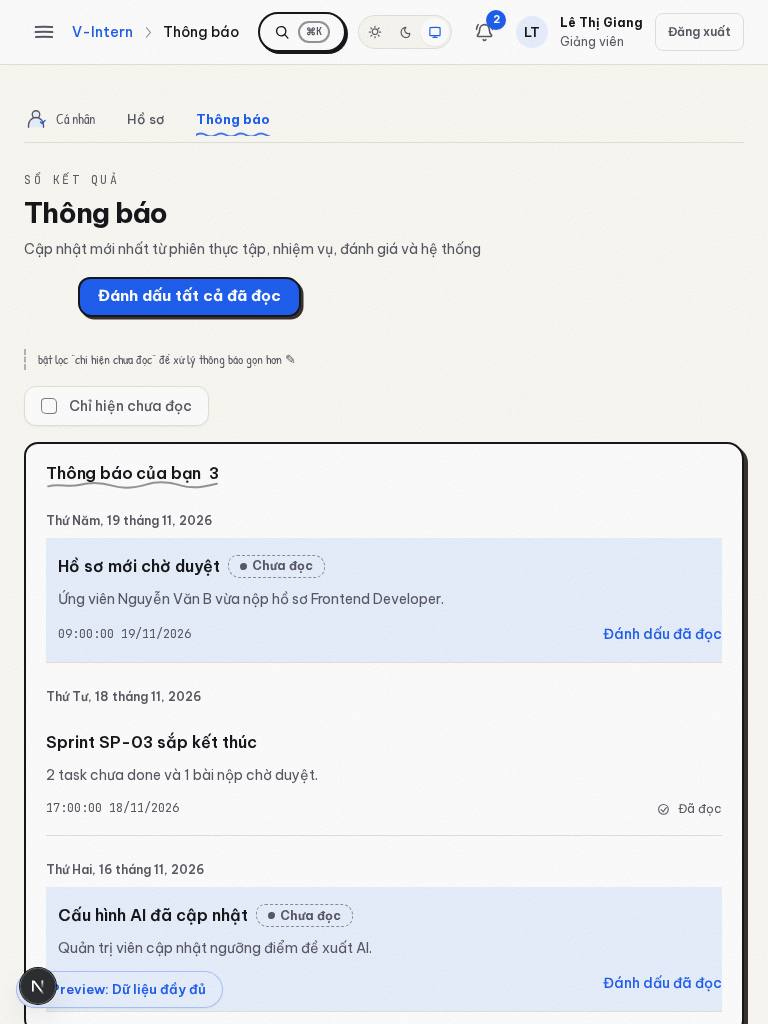 V-Intern > Thông báo ⌘K 2 Lê Thị Giang
LT Giảng viên Đăng xuất
Cá nhân Hồ sơ Thông báo
SỔ KẾT QUẢ
Thông báo
Cập nhật mới nhất từ phiên thực tập, nhiệm vụ, đánh giá và hệ thống
Đánh dấu tất cả đã đọc
bật lọc "chỉ hiện chưa đọc" để xử lý thông báo gọn hơn ✎
Chỉ hiện chưa đọc
Thông báo của bạn 3
Thứ Năm, 19 tháng 11, 2026
Hồ sơ mới chờ duyệt Chưa đọc
Ứng viên Nguyễn Văn B vừa nộp hồ sơ Frontend Developer.
09:00:00 19/11/2026 Đánh dấu đã đọc
Thứ Tư, 18 tháng 11, 2026
Sprint SP-03 sắp kết thúc
2 task chưa done và 1 bài nộp chờ duyệt.
17:00:00 18/11/2026 Đã đọc
Thứ Hai, 16 tháng 11, 2026
Cấu hình AI đã cập nhật Chưa đọc
Quản trị viên cập nhật ngưỡng điểm đề xuất AI.
Đánh dấu đã đọc
N Preview: Dữ liệu đầy đủ